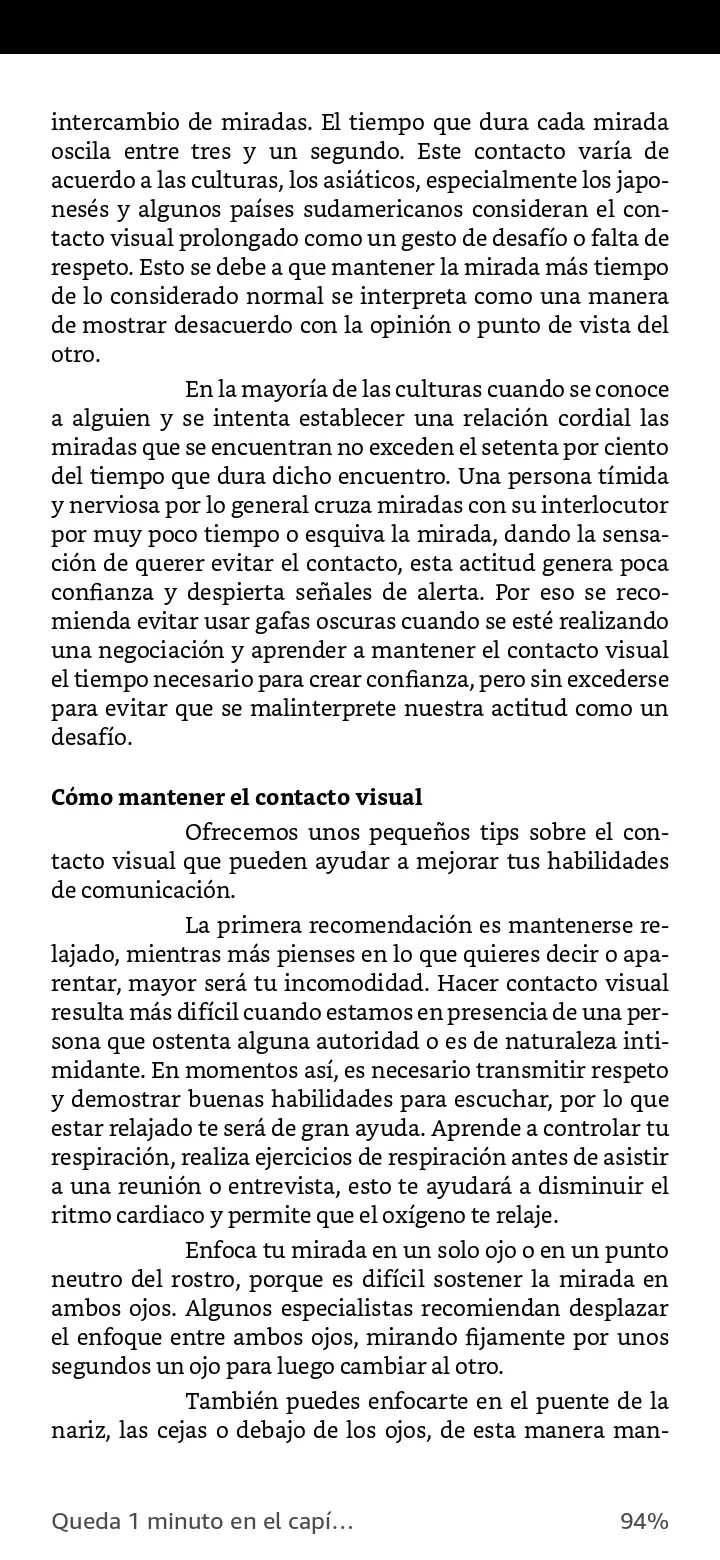 intercambio de miradas. El tiempo que dura cada mirada
oscila entre tres y un segundo. Este contacto varía de
acuerdo a las culturas, los asiáticos, especialmente los japo-
nesés y algunos países sudamericanos consideran el con-
tacto visual prolongado como un gesto de desafío o falta de
respeto. Esto se debe a que mantener la mirada más tiempo
de lo considerado normal se interpreta como una manera
de mostrar desacuerdo con la opinión o punto de vista del
otro.
En la mayoría de las culturas cuando se conoce
a alguien y se intenta establecer una relación cordial las
miradas que se encuentran no exceden el setenta por ciento
del tiempo que dura dicho encuentro. Una persona tímida
y nerviosa por lo general cruza miradas con su interlocutor
por muy poco tiempo o esquiva la mirada, dando la sensa-
ción de querer evitar el contacto, esta actitud genera poca
confianza y despierta señales de alerta. Por eso se reco-
mienda evitar usar gafas oscuras cuando se esté realizando
una negociación y aprender a mantener el contacto visual
el tiempo necesario para crear confianza, pero sin excederse
para evitar que se malinterprete nuestra actitud como un
desafío.
Cómo mantener el contacto visual
Ofrecemos unos pequeños tips sobre el con-
tacto visual que pueden ayudar a mejorar tus habilidades
de comunicación.
La primera recomendación es mantenerse re-
lajado, mientras más pienses en lo que quieres decir o apa-
rentar, mayor será tu incomodidad. Hacer contacto visual
resulta más difícil cuando estamos en presencia de una per-
sona que ostenta alguna autoridad o es de naturaleza inti-
midante. En momentos así, es necesario transmitir respeto
y demostrar buenas habilidades para escuchar, por lo que
estar relajado te será de gran ayuda. Aprende a controlar tu
respiración, realiza ejercicios de respiración antes de asistir
a una reunión o entrevista, esto te ayudará a disminuir el
ritmo cardiaco y permite que el oxígeno te relaje.
Enfoca tu mirada en un solo ojo o en un punto
neutro del rostro, porque es difícil sostener la mirada en
ambos ojos. Algunos especialistas recomiendan desplazar
el enfoque entre ambos ojos, mirando fijamente por unos
segundos un ojo para luego cambiar al otro.
También puedes enfocarte en el puente de la
nariz, las cejas o debajo de los ojos, de esta manera man-
Queda 1 minuto en el capí… 94%